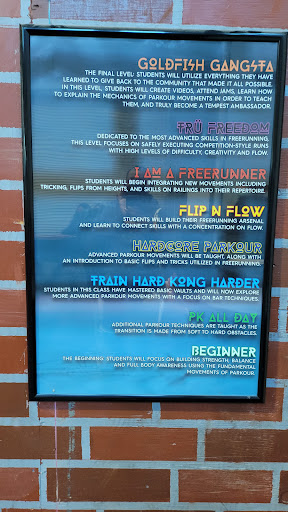 GOLDFISH GANGSTA
THE FINAL LEVEL! STUDENTS WILL UTILIZE EVERYTHING THEY HAVE
LEARNED TO GIVE BACK TO THE COMMUNITY THAT MADE IT ALL POSSIBLE.
IN THIS LEVEL, STUDENTS WILL CREATE VIDEOS, ATTEND JAMS, LEARN HOW
TO EXPLAIN THE MECHANICS OF PARKOUR MOVEMENTS IN ORDER TO TEACH
THEM, AND TRULY BECOME A TEMPEST AMBASSADOR.
TRÜ FREEDOM
DEDICATED TO THE MOST ADVANCED SKILLS IN FREERUNNING.
THIS LEVEL FOCUSES ON SAFELY EXECUTING COMPETITION-STYLE RUNS
WITH HIGH LEVELS OF DIFFICULTY, CREATIVITY AND FLOW.
I AM A FREERUNNER
STUDENTS WILL BEGIN INTEGRATING NEW MOVEMENTS INCLUDING
TRICKING, FLIPS FROM HEIGHTS, AND SKILLS ON RAILINGS INTO THEIR REPERTOIRE.
FLIP N FLOW
STUDENTS WILL BUILD THEIR FREERUNNING ARSENAL
AND LEARN TO CONNECT SKILLS WITH A CONCENTRATION ON FLOW.
HARDCORE PARKOUR
ADVANCED PARKOUR MOVEMENTS WILL BE TAUGHT, ALONG WITH
AN INTRODUCTION TO BASIC FLIPS AND TRICKS UTILIZED IN FREERUNNING.
TRAIN HARD KONG HARDER
STUDENTS IN THIS CLASS HAVE MASTERED BASIC VAULTS AND WILL NOW EXPLORE
MORE ADVANCED PARKOUR MOVEMENTS WITH A FOCUS ON BAR TECHNIQUES.
PK ALL DAY
ADDITIONAL PARKOUR TECHNIQUES ARE TAUGHT AS THE
TRANSITION IS MADE FROM SOFT TO HARD OBSTACLES.
BEGINNER
THE BEGINNING: STUDENTS WILL FOCUS ON BUILDING STRENGTH, BALANCE
AND FULL BODY AWARENESS USING THE FUNDAMENTAL
MOVEMENTS OF PARKOUR.